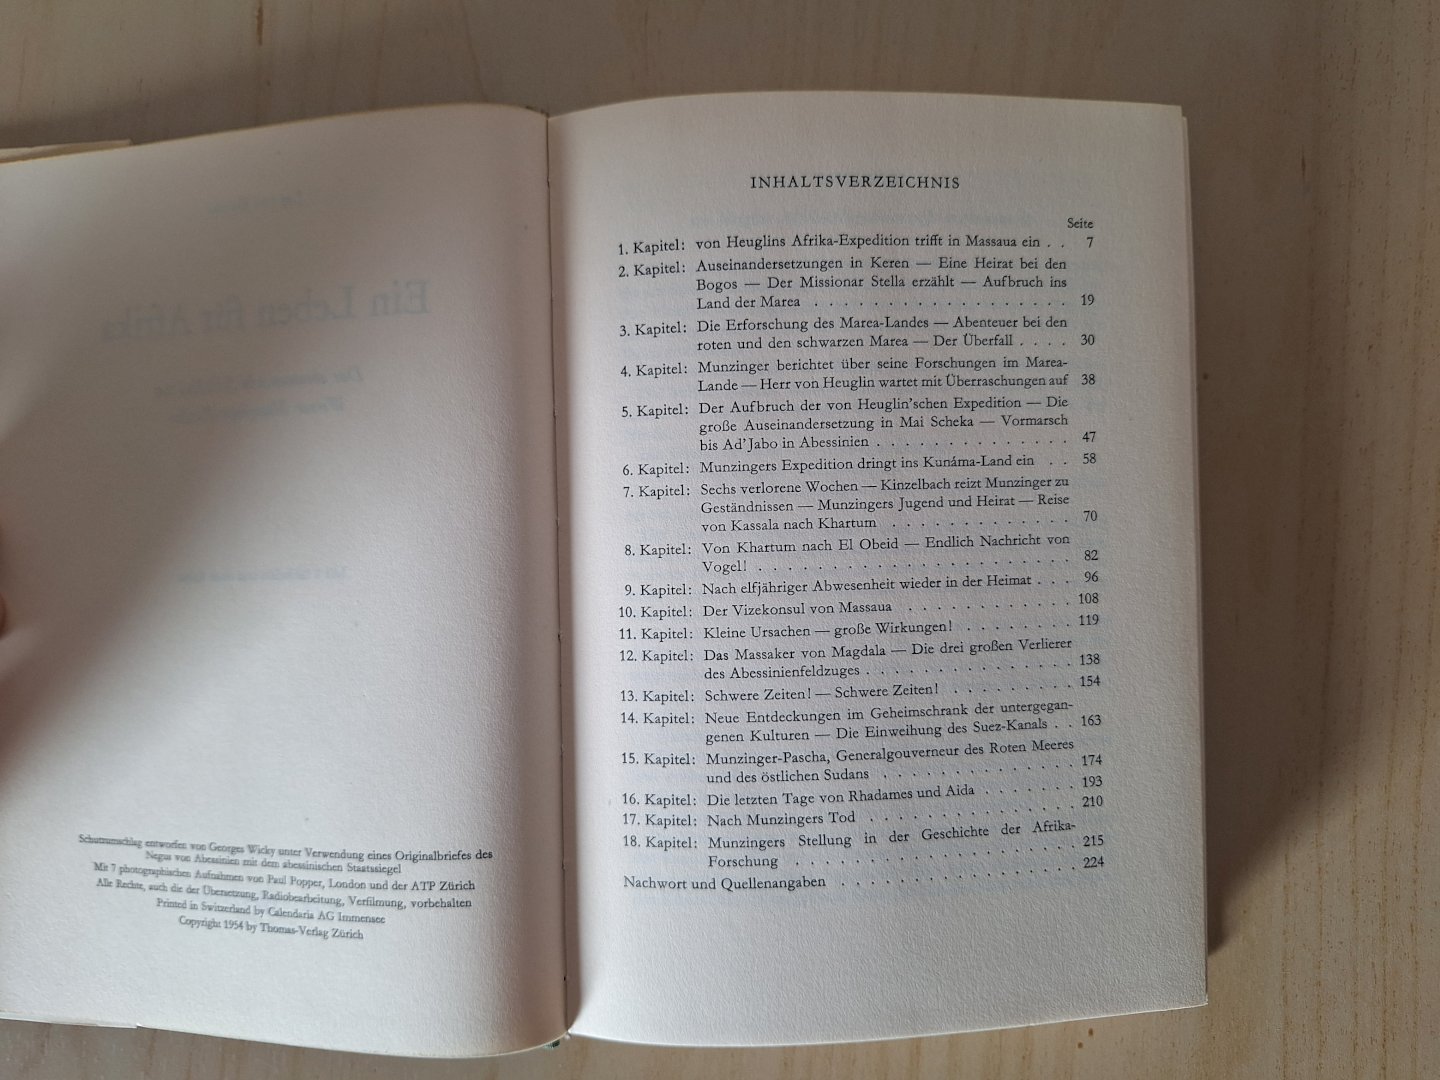 Schutzumschlag entworfen von Georges Wicky unter Verwendung eines Originalbriefes des
Negus von Abessinien mit dem abessinischen Staatssiegel
Mit 7 photographischen Aufnahmen von Paul Popper, London und der ATP Zürich
Alle Rechte, auch die der Übersetzung, Radiobearbeitung, Verfilmung, vorbehalten
Printed in Switzerland by Calendaria AG Immensee
Copyright 1954 by Thomas-Verlag Zürich
INHALTSVERZEICHNIS
Seite
1. Kapitel: von Heuglins Afrika-Expedition trifft in Massaua ein . . 7
2. Kapitel: Auseinandersetzungen in Keren — Eine Heirat bei den
Bogos — Der Missionar Stella erzählt — Aufbruch ins
Land der Marea . . . . . . . . . . . . . . . . . . 19
3. Kapitel: Die Erforschung des Marea-Landes — Abenteuer bei den
roten und den schwarzen Marea — Der Überfall . . . . 30
4. Kapitel: Munzinger berichtet über seine Forschungen im Marea-
Lande — Herr von Heuglin wartet mit Überraschungen auf 38
5. Kapitel: Der Aufbruch der von Heuglin'schen Expedition — Die
große Auseinandersetzung in Mai Scheka — Vormarsch
bis Ad'Jabo in Abessinien . . . . . . . . . . . . . . 47
6. Kapitel: Munzingers Expedition dringt ins Kunáma-Land ein . . 58
7. Kapitel: Sechs verlorene Wochen — Kinzelbach reizt Munzinger zu
Geständnissen — Munzingers Jugend und Heirat — Reise
von Kassala nach Khartum . . . . . . . . . . . . . 70
8. Kapitel: Von Khartum nach El Obeid — Endlich Nachricht von
Vogel! . . . . . . . . . . . . . . . . . . . . . . 82
9. Kapitel: Nach elfjähriger Abwesenheit wieder in der Heimat . . . 96
10. Kapitel: Der Vizekonsul von Massaua . . . . . . . . . . . . 108
11. Kapitel: Kleine Ursachen — große Wirkungen! . . . . . . . . 119
12. Kapitel: Das Massaker von Magdala — Die drei großen Verlierer
des Abessinienfeldzuges . . . . . . . . . . . . . . . 138
13. Kapitel: Schwere Zeiten! — Schwere Zeiten! . . . . . . . . . 154
14. Kapitel: Neue Entdeckungen im Geheimschrank der untergegan-
genen Kulturen — Die Einweihung des Suez-Kanals . . 163
15. Kapitel: Munzinger-Pascha, Generalgouverneur des Roten Meeres
und des östlichen Sudans . . . . . . . . . . . . . . 174
16. Kapitel: Die letzten Tage von Rhadames und Aida . . . . . . . 193
17. Kapitel: Nach Munzingers Tod . . . . . . . . . . . . . . . 210
18. Kapitel: Munzingers Stellung in der Geschichte der Afrika-
Forschung . . . . . . . . . . . . . . . . . . . . 215
Nachwort und Quellenangaben . . . . . . . . . . . . . . . . . 224